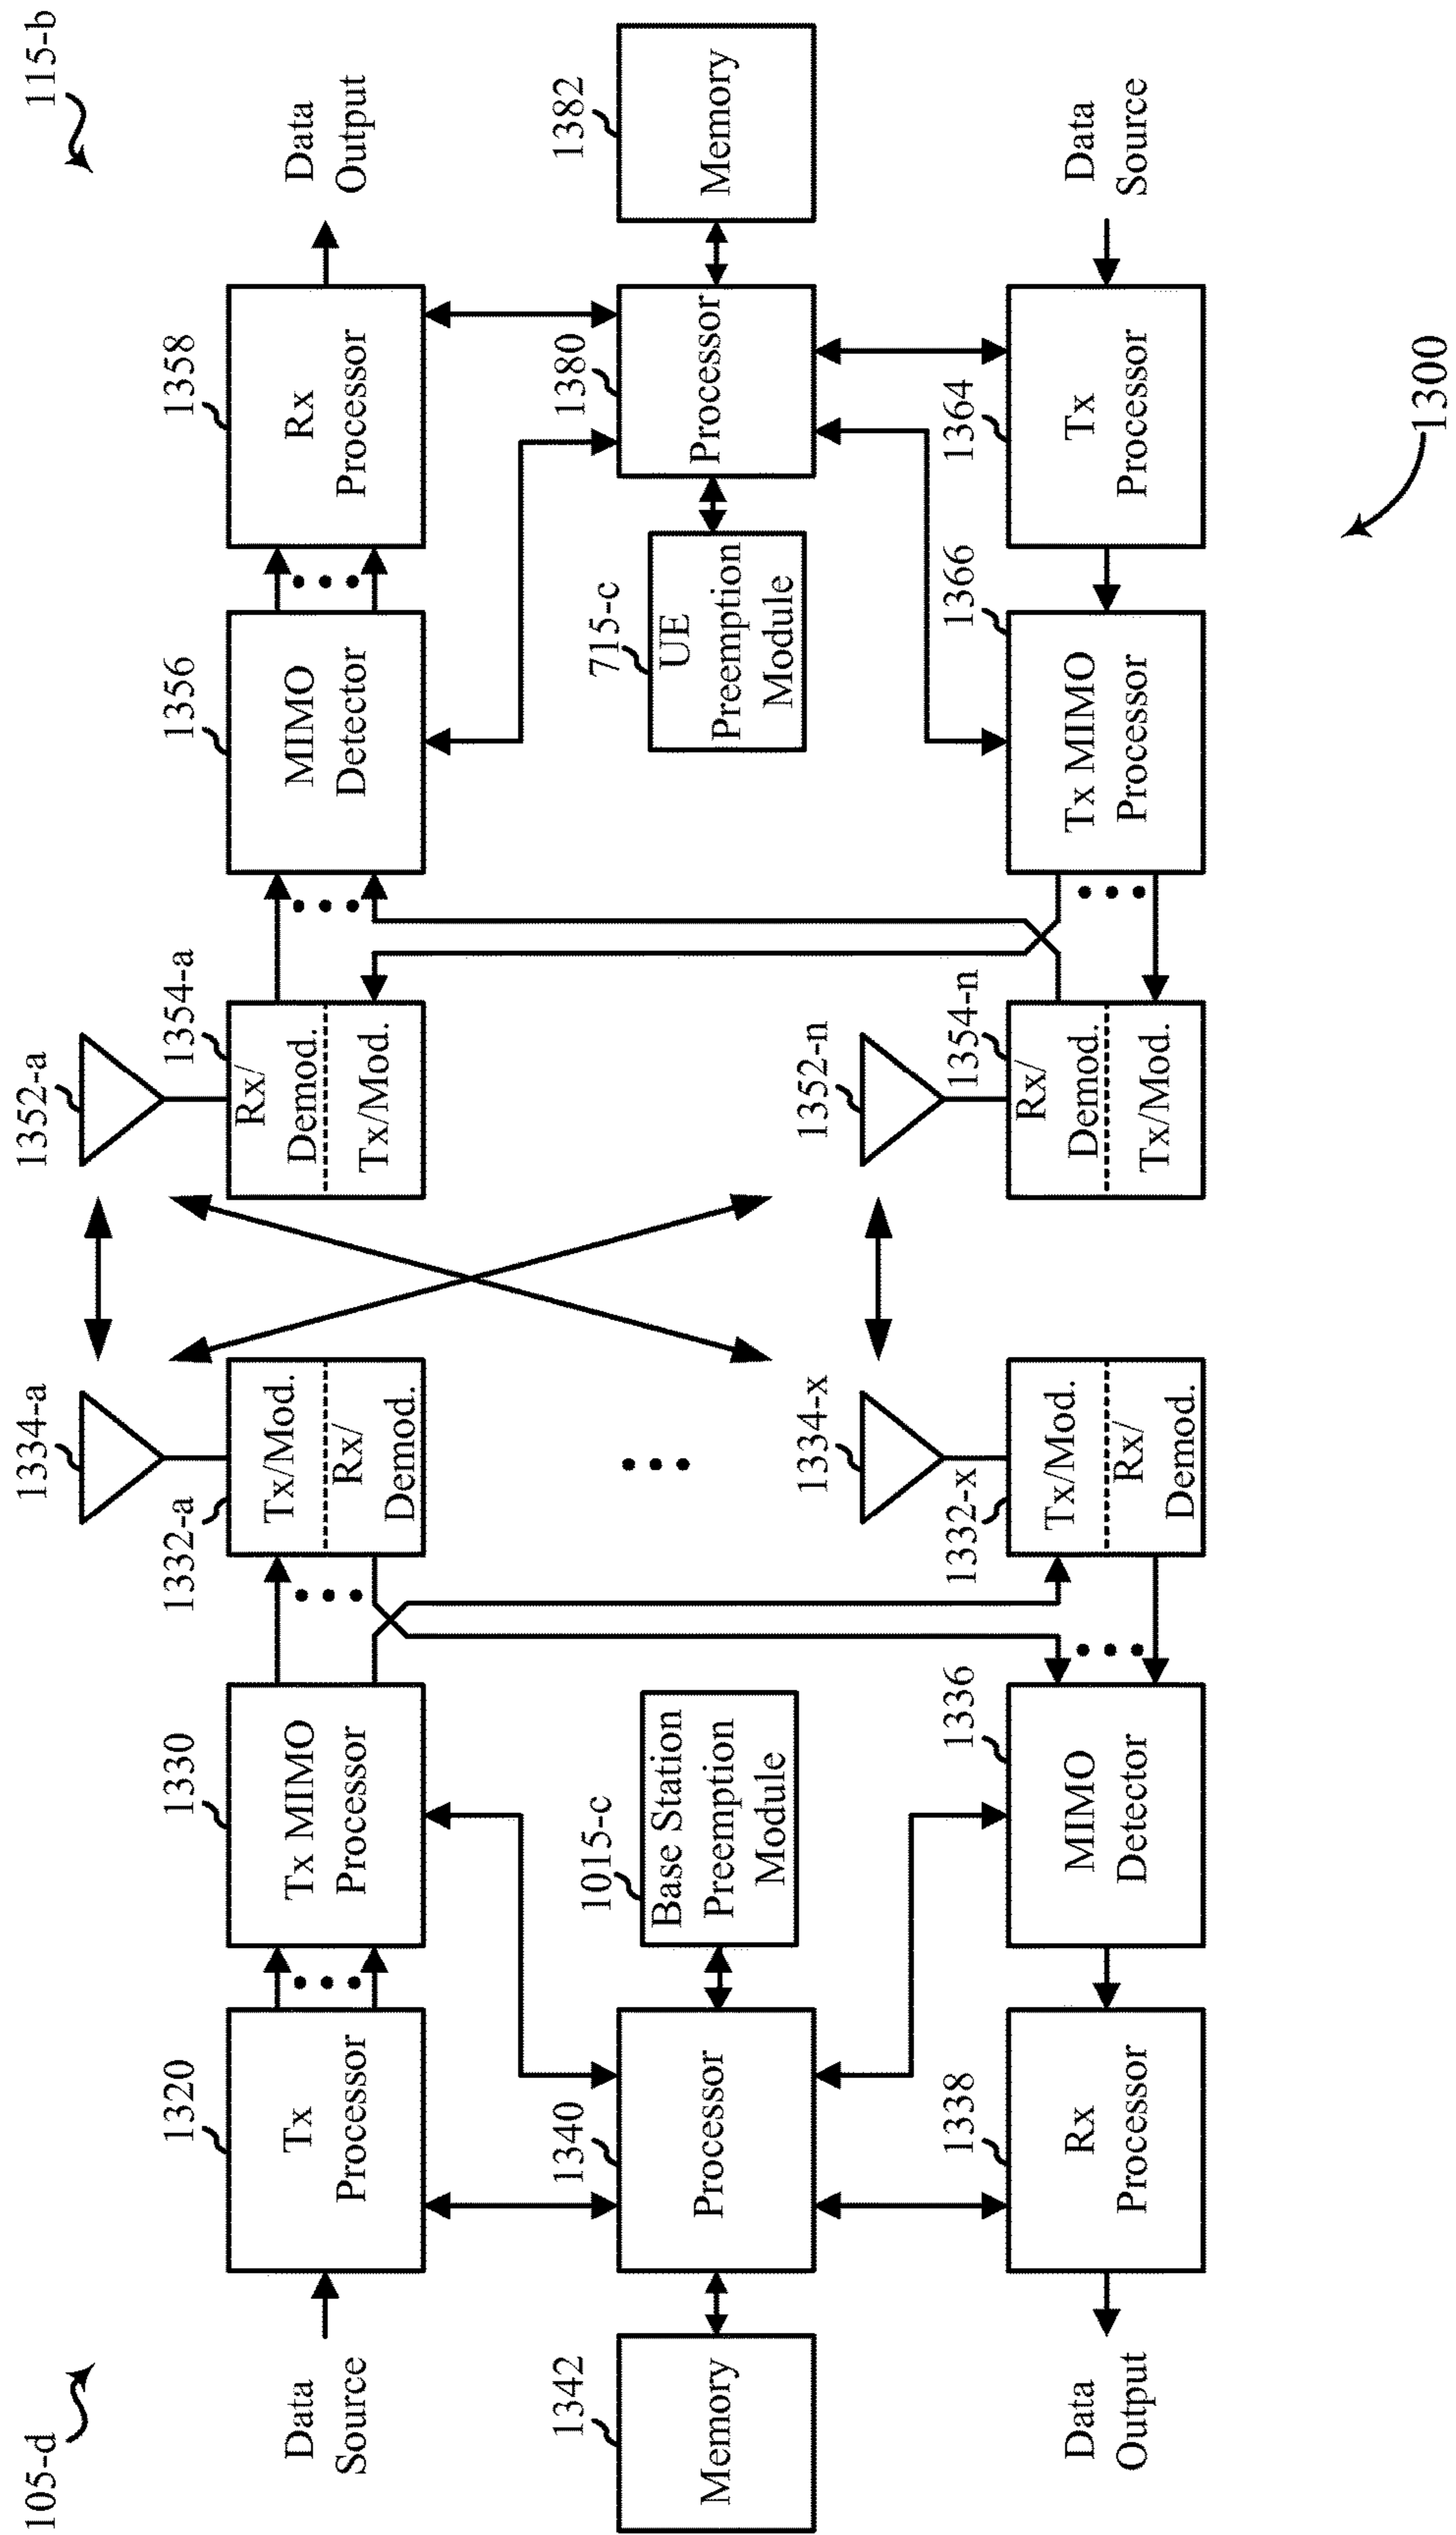 105-d
115-b
Data
Source
1320
Tx
Processor
1330
Tx MIMO
Processor
1332-a
Tx/Mod.
Rx/
Demod.
1334-a
1352-a
1354-a
Rx/
Demod.
Tx/Mod.
1356
MIMO
Detector
1358
Rx
Processor
Data
Output
1342
Memory
1340
Processor
1015-c
Base Station
Preemption
Module
715-c
UE
Preemption
Module
1380
Processor
1382
Memory
Data
Output
1338
Rx
Processor
1336
MIMO
Detector
1332-x
Tx/Mod.
Rx/
Demod.
1334-x
1352-n
1354-n
Rx/
Demod.
Tx/Mod.
1366
Tx MIMO
Processor
1364
Tx
Processor
Data
Source
1300